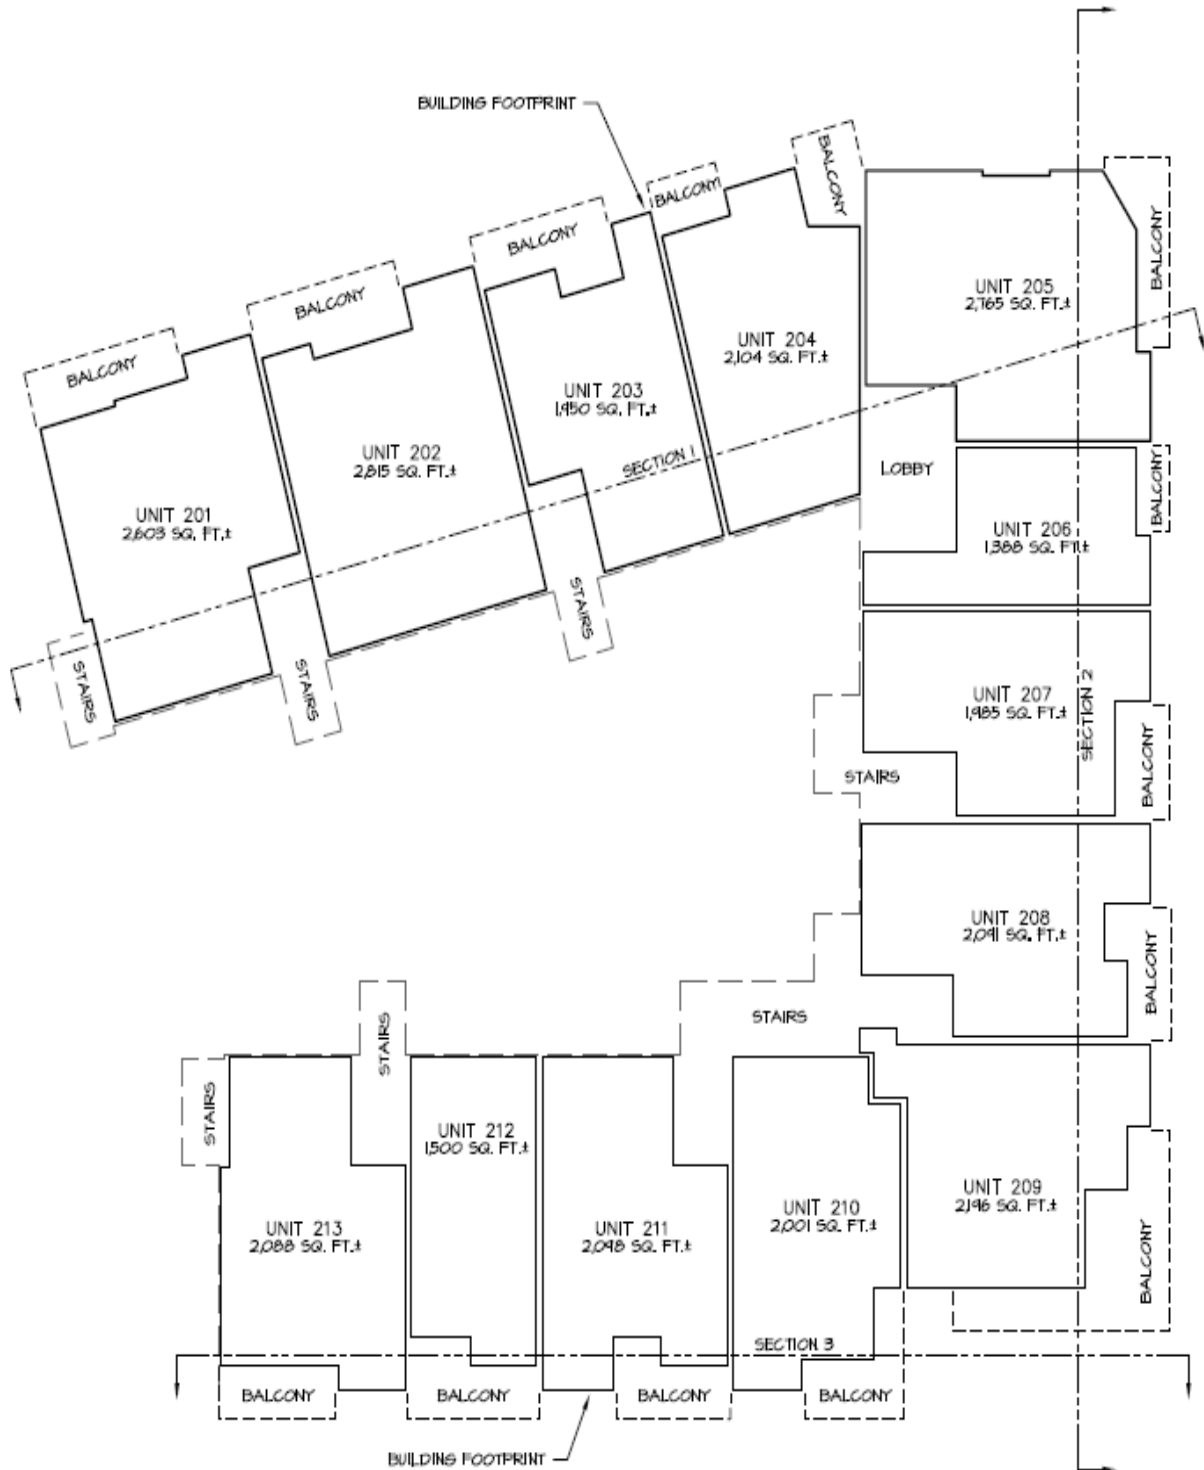 BUILDING FOOTPRINT
BALCONY
BALCONY
BALCONY
BALCONY
BALCONY
BALCONY
UNIT 205
2,765 SQ. FT.±
UNIT 204
2,104 SQ. FT.±
UNIT 203
1,950 SQ. FT.±
UNIT 202
2,815 SQ. FT.±
SECTION 1
LOBBY
BALCONY
UNIT 201
2,603 SQ. FT.±
UNIT 206
1,388 SQ. FT.±
STAIRS
STAIRS
STAIRS
UNIT 207
1,985 SQ. FT.±
SECTION 2
STAIRS
BALCONY
UNIT 208
2,091 SQ. FT.±
BALCONY
STAIRS
STAIRS
STAIRS
UNIT 212
1,500 SQ. FT.±
UNIT 209
2,196 SQ. FT.±
UNIT 213
2,088 SQ. FT.±
UNIT 211
2,098 SQ. FT.±
UNIT 210
2,001 SQ. FT.±
BALCONY
SECTION 3
BALCONY
BALCONY
BALCONY
BALCONY
BUILDING FOOTPRINT